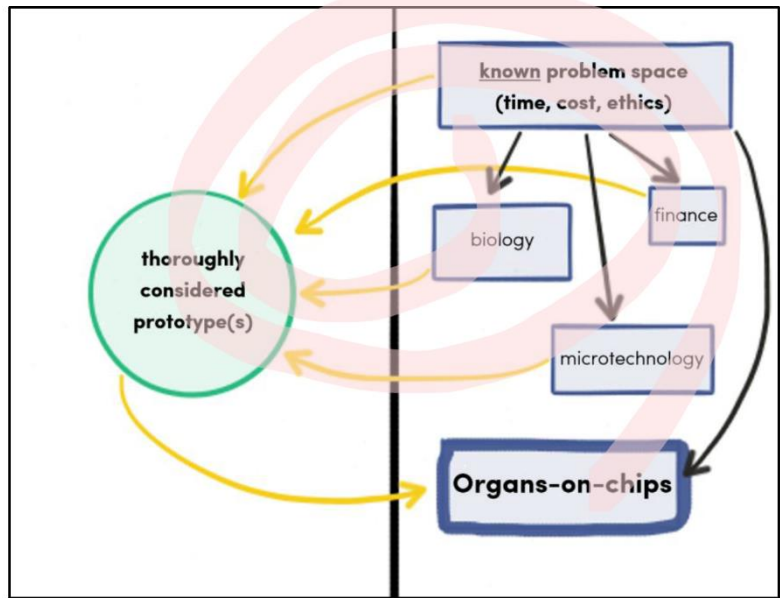 known problem space
(time, cost, ethics)
finance
biology
thoroughly
considered
prototype(s)
microtechnology
Organs-on-chips